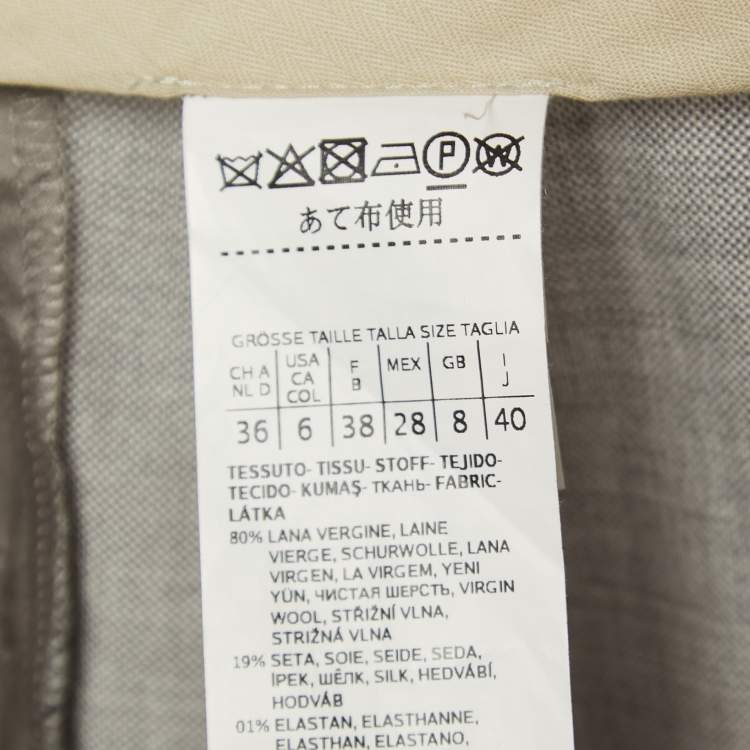 P W
あて布使用
GRÖSSE TAILLE TALLA SIZE TAGLIA
CH A NL D USA CA COL F B MEX GB I J
36 6 38 28 8 40
TESSUTO- TISSU- STOFF- TEJIDO-
TECIDO- KUMAŞ- ТКАНЬ- FABRIC-
LÁTKA
80% LANA VERGINE, LAINE
VIERGE, SCHURWOLLE, LANA
VIRGEN, LA VIRGEM, YENI
YÜN, ЧИСТАЯ ШЕРСТЬ, VIRGIN
WOOL, STŘIŽNÍ VLNA,
STRIŽNÁ VLNA
19% SETA, SOIE, SEIDE, SEDA,
İPEK, ШЁЛК, SILK, HEDVÁBÍ,
HODVÁB
01% ELASTAN, ELASTHANNE,
ELASTHAN, ELASTANO,